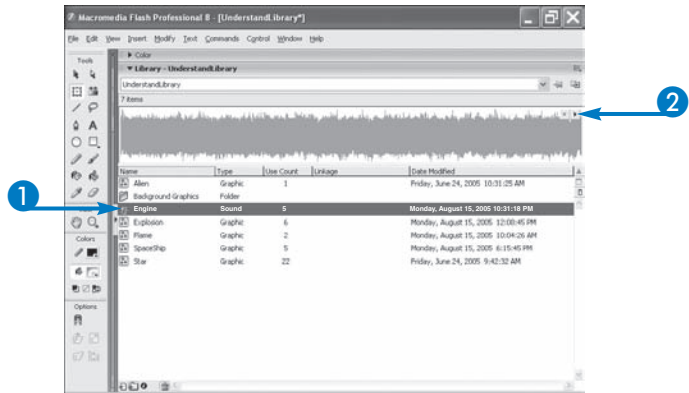 Macromedia Flash Professional 8 - [UnderstandLibrary*]
File Edit View Insert Modify Text Commands Control Window Help
Tools
Color
Library - UnderstandLibrary
UnderstandLibrary
7 items
2
Name Type Use Count Linkage Date Modified
Alien Graphic 1 Friday, June 24, 2005 10:31:25 AM
Background Graphics Folder
1
Engine Sound 5 Monday, August 15, 2005 10:31:18 PM
Explosion Graphic 6 Monday, August 15, 2005 12:08:45 PM
Flame Graphic 2 Monday, August 15, 2005 10:04:26 AM
SpaceShip Graphic 5 Monday, August 15, 2005 6:15:45 PM
Star Graphic 22 Friday, June 24, 2005 9:42:32 AM
Colors
Options